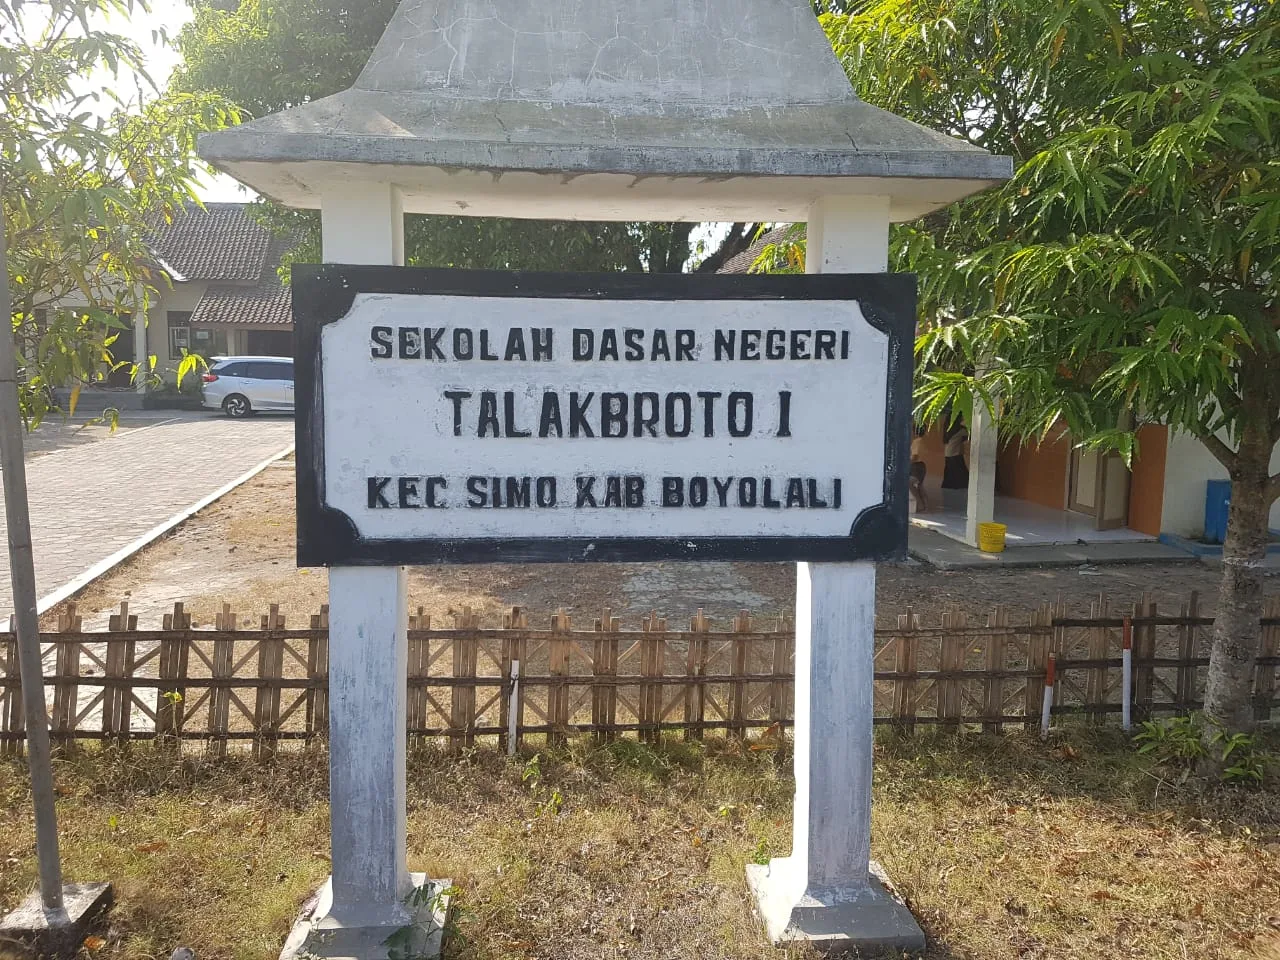 SEKOLAH DASAR NEGERI
TALAKBROTO I
KEC SIMO KAB BOYOLALI